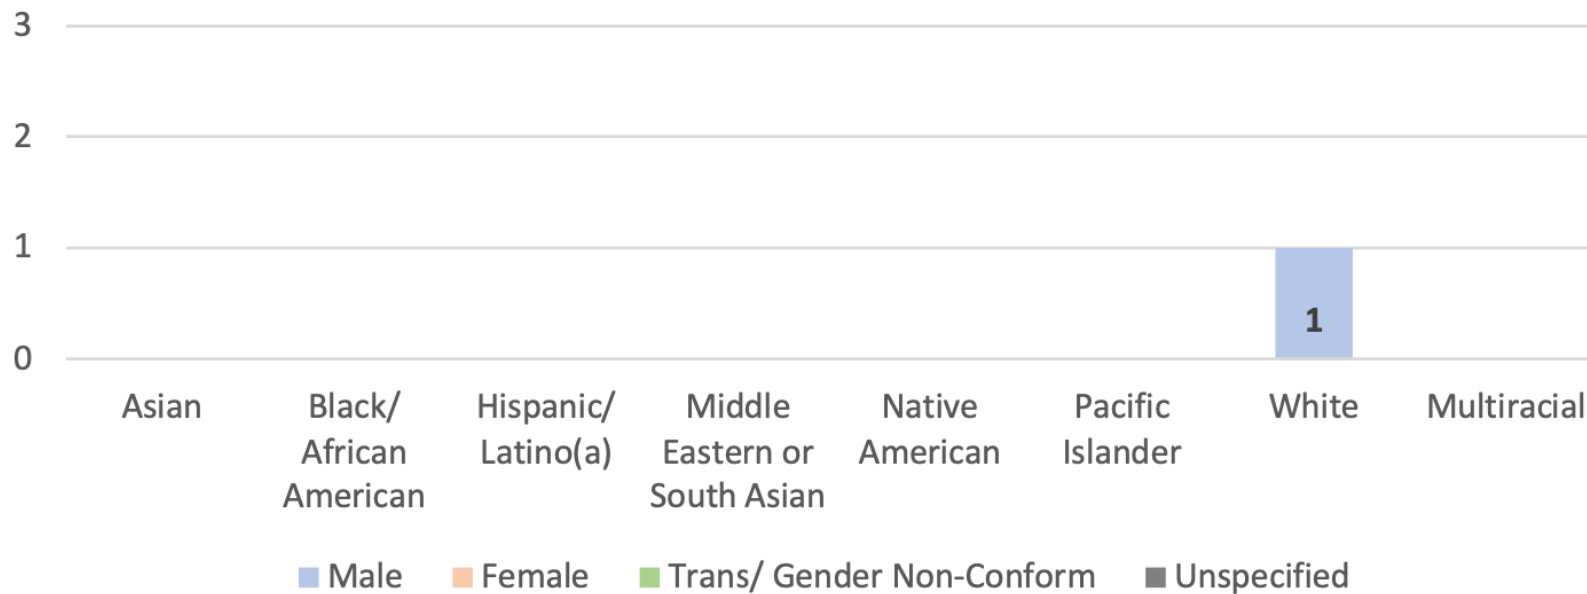 3
2
1
0
1
Asian
Black/
African
American
Hispanic/
Latino(a)
Middle
Eastern or
South Asian
Native
American
Pacific
Islander
White
Multiracial
Male
Female
Trans/ Gender Non-Conform
Unspecified